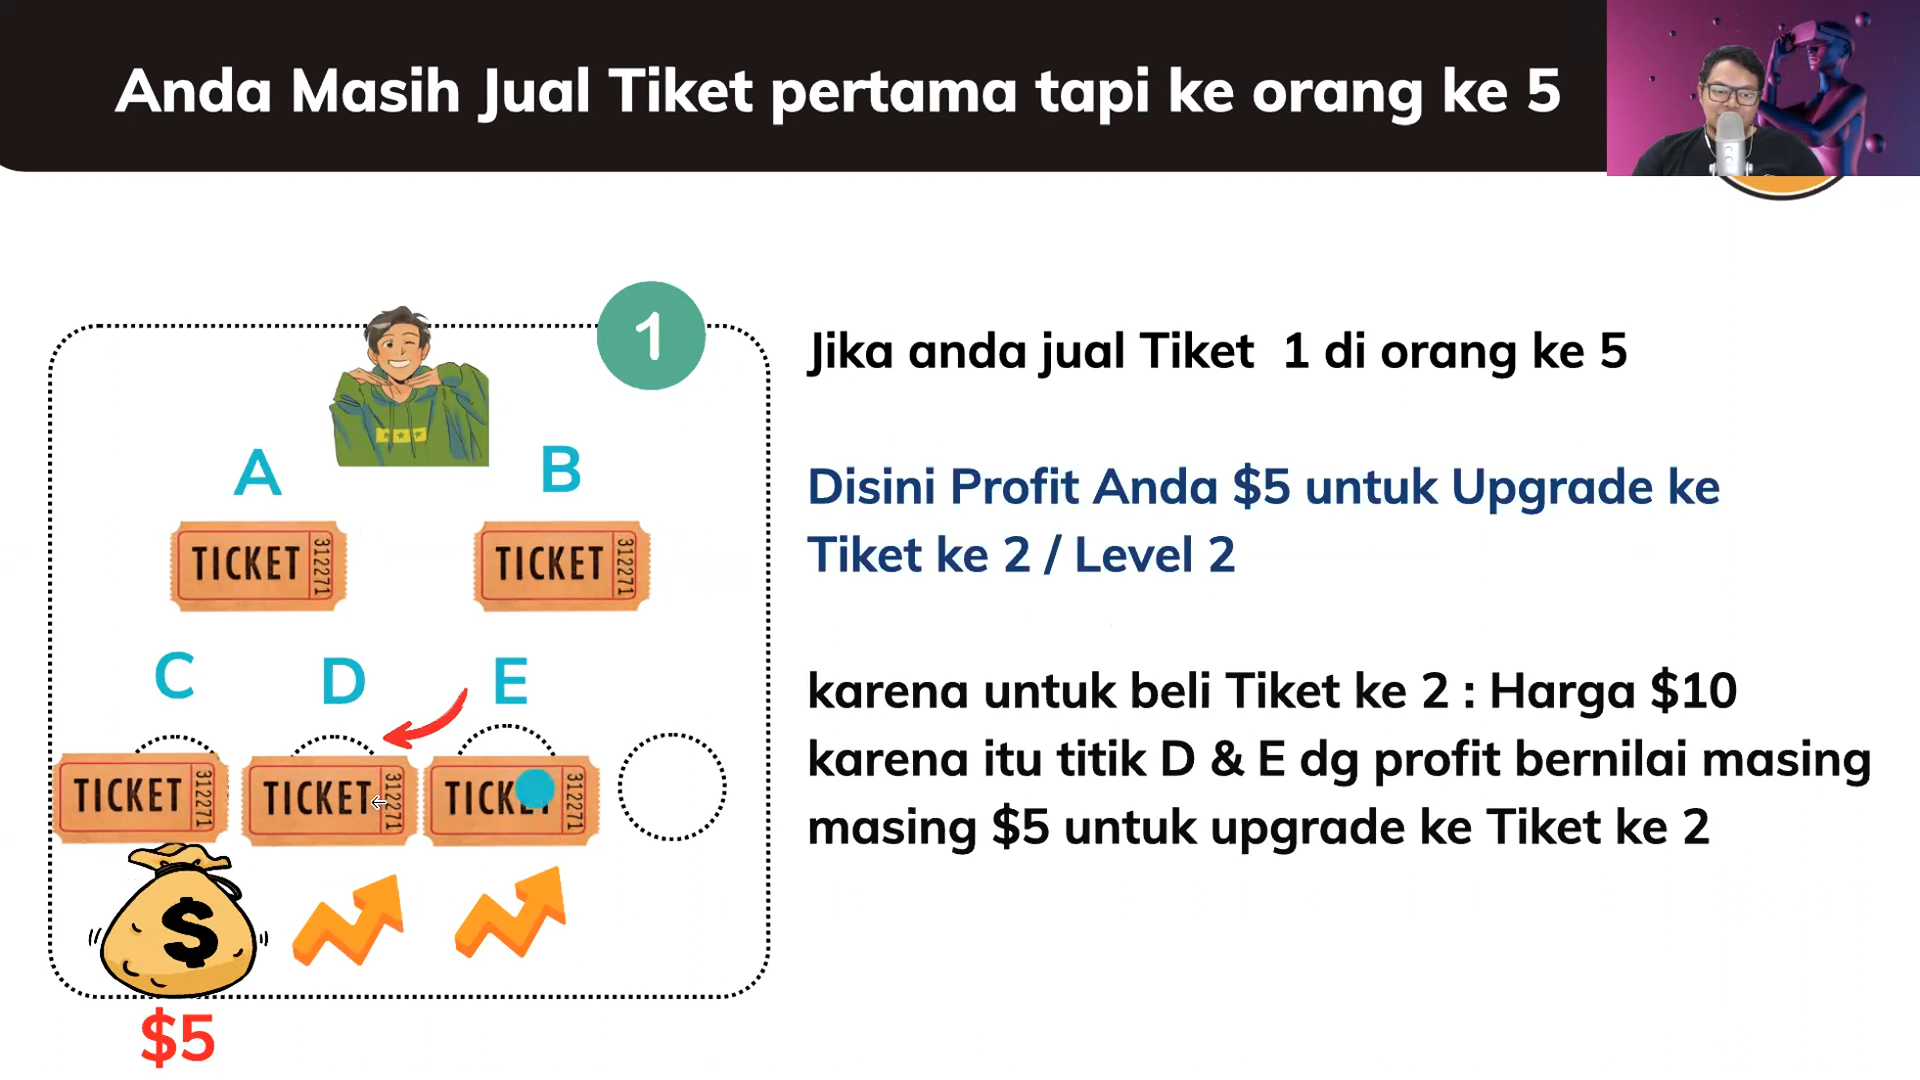 Anda Masih Jual Tiket pertama tapi ke orang ke 5
1
A
B
TICKET 312271
TICKET 312271
C
D
E
TICKET 312271
TICKET 312271
TICKET 312271
$
$5
Jika anda jual Tiket 1 di orang ke 5
Disini Profit Anda $5 untuk Upgrade ke
Tiket ke 2 / Level 2
karena untuk beli Tiket ke 2 : Harga $10
karena itu titik D & E dg profit bernilai masing
masing $5 untuk upgrade ke Tiket ke 2